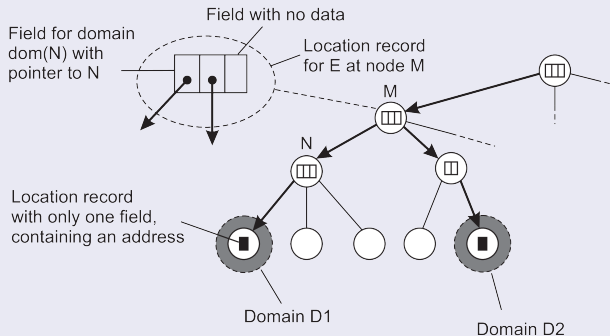 Field with no data
Field for domain
dom(N) with
pointer to N
Location record
for E at node M
M
N
Location record
with only one field,
containing an address
Domain D1
Domain D2